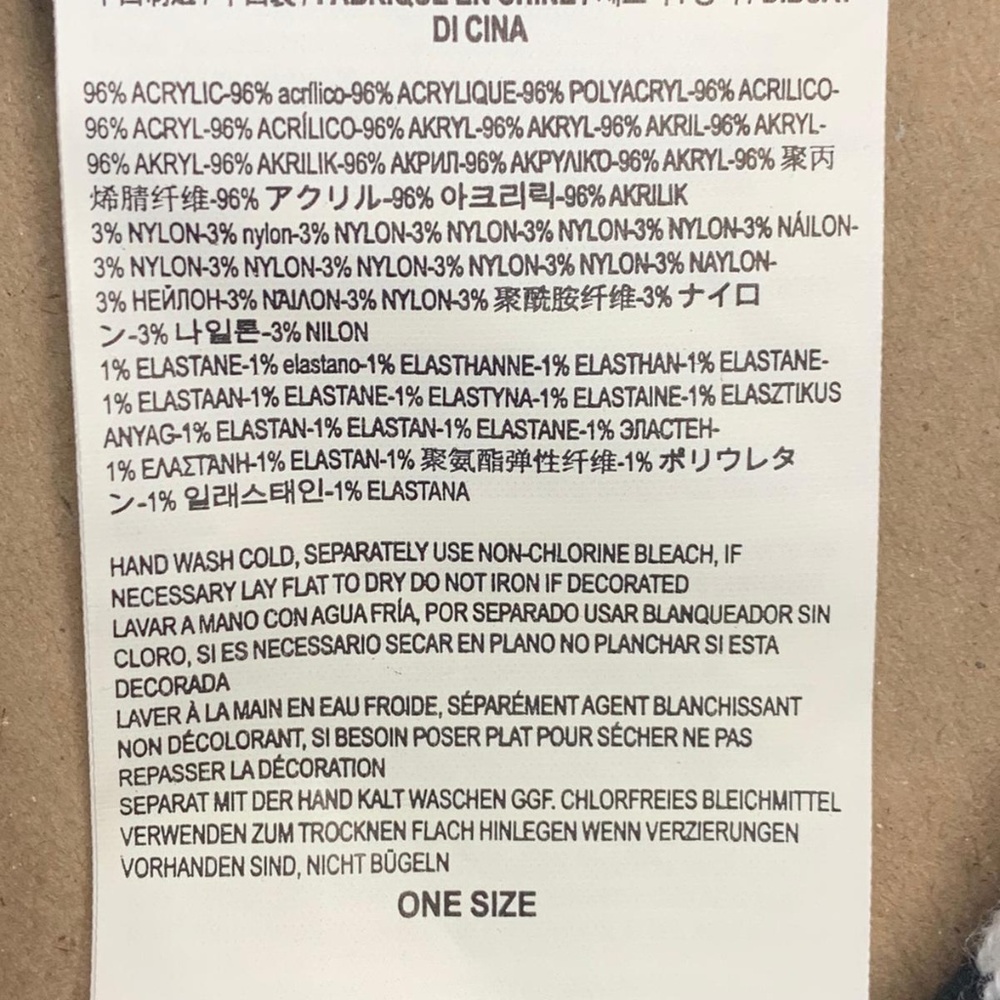 DI CINA
96% ACRYLIC-96% acrílico-96% ACRYLIQUE-96% POLYACRYL-96% ACRILICO-
96% ACRYL-96% ACRÍLICO-96% AKRYL-96% AKRYL-96% AKRIL-96% AKRYL-
96% AKRYL-96% AKRILIK-96% АКРИЛ-96% ΑΚΡΥΛΙΚΌ-96% AKRYL-96% 聚丙
烯腈纤维-96% アクリル-96% 아크리릭-96% AKRILIK
3% NYLON-3% nylon-3% NYLON-3% NYLON-3% NYLON-3% NYLON-3% NÁILON-
3% NYLON-3% NYLON-3% NYLON-3% NYLON-3% NYLON-3% NAYLON-
3% НЕЙЛОН-3% ΝΆΙΛΟΝ-3% NYLON-3% 聚酰胺纤维-3% ナイロ
ン-3% 나일론-3% NILON
1% ELASTANE-1% elastano-1% ELASTHANNE-1% ELASTHAN-1% ELASTANE-
1% ELASTAAN-1% ELASTANE-1% ELASTYNA-1% ELASTAINE-1% ELASZTIKUS
ANYAG-1% ELASTAN-1% ELASTAN-1% ELASTANE-1% ЭЛАСТЕН-
1% ΕΛΑΣΤΆΝΗ-1% ELASTAN-1% 聚氨酯弹性纤维-1% ポリウレタ
ン-1% 일래스태인-1% ELASTANA
HAND WASH COLD, SEPARATELY USE NON-CHLORINE BLEACH, IF
NECESSARY LAY FLAT TO DRY DO NOT IRON IF DECORATED
LAVAR A MANO CON AGUA FRÍA, POR SEPARADO USAR BLANQUEADOR SIN
CLORO, SI ES NECESSARIO SECAR EN PLANO NO PLANCHAR SI ESTA
DECORADA
LAVER À LA MAIN EN EAU FROIDE, SÉPARÉMENT AGENT BLANCHISSANT
NON DÉCOLORANT, SI BESOIN POSER PLAT POUR SÉCHER NE PAS
REPASSER LA DÉCORATION
SEPARAT MIT DER HAND KALT WASCHEN GGF. CHLORFREIES BLEICHMITTEL
VERWENDEN ZUM TROCKNEN FLACH HINLEGEN WENN VERZIERUNGEN
VORHANDEN SIND, NICHT BÜGELN
ONE SIZE